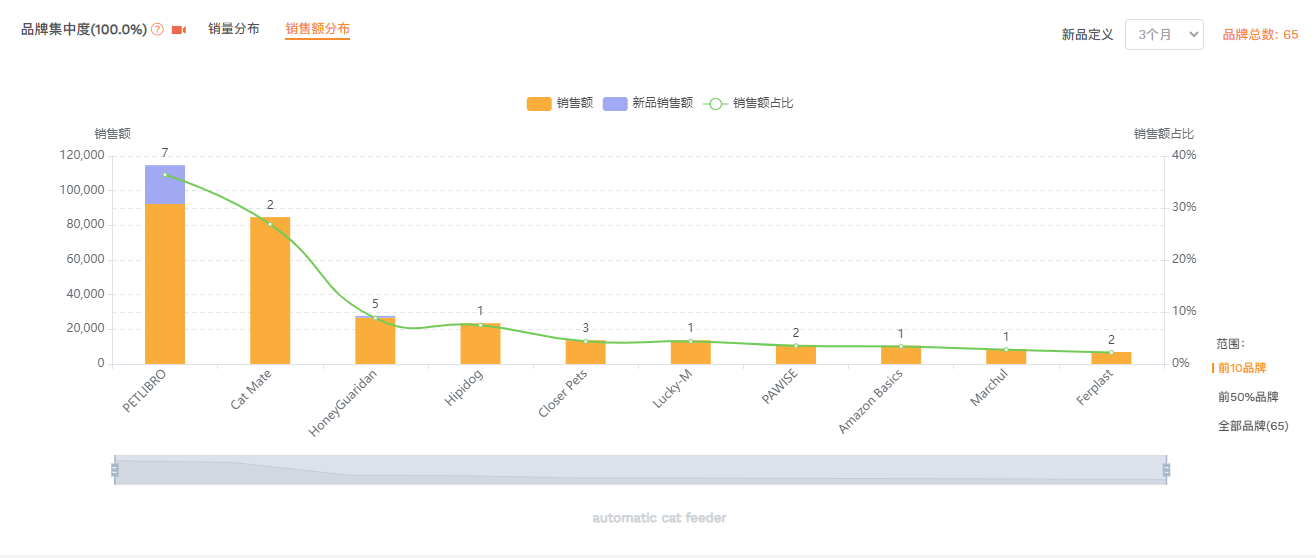 品牌集中度(100.0%) ? 销量分布 销售额分布
新品定义 3个月 品牌总数: 65
销售额 新品销售额 销售额占比
销售额 销售额占比
120,000
100,000
80,000
60,000
40,000
20,000
0
40%
30%
20%
10%
0%
7
2
5
1
3
1
2
1
1
2
PETLIBRO
Cat Mate
HoneyGuaridan
Hipidog
Closer Pets
Lucky-M
PAWISE
Amazon Basics
Marchul
Ferplast
范围：
前10品牌
前50%品牌
全部品牌(65)
automatic cat feeder